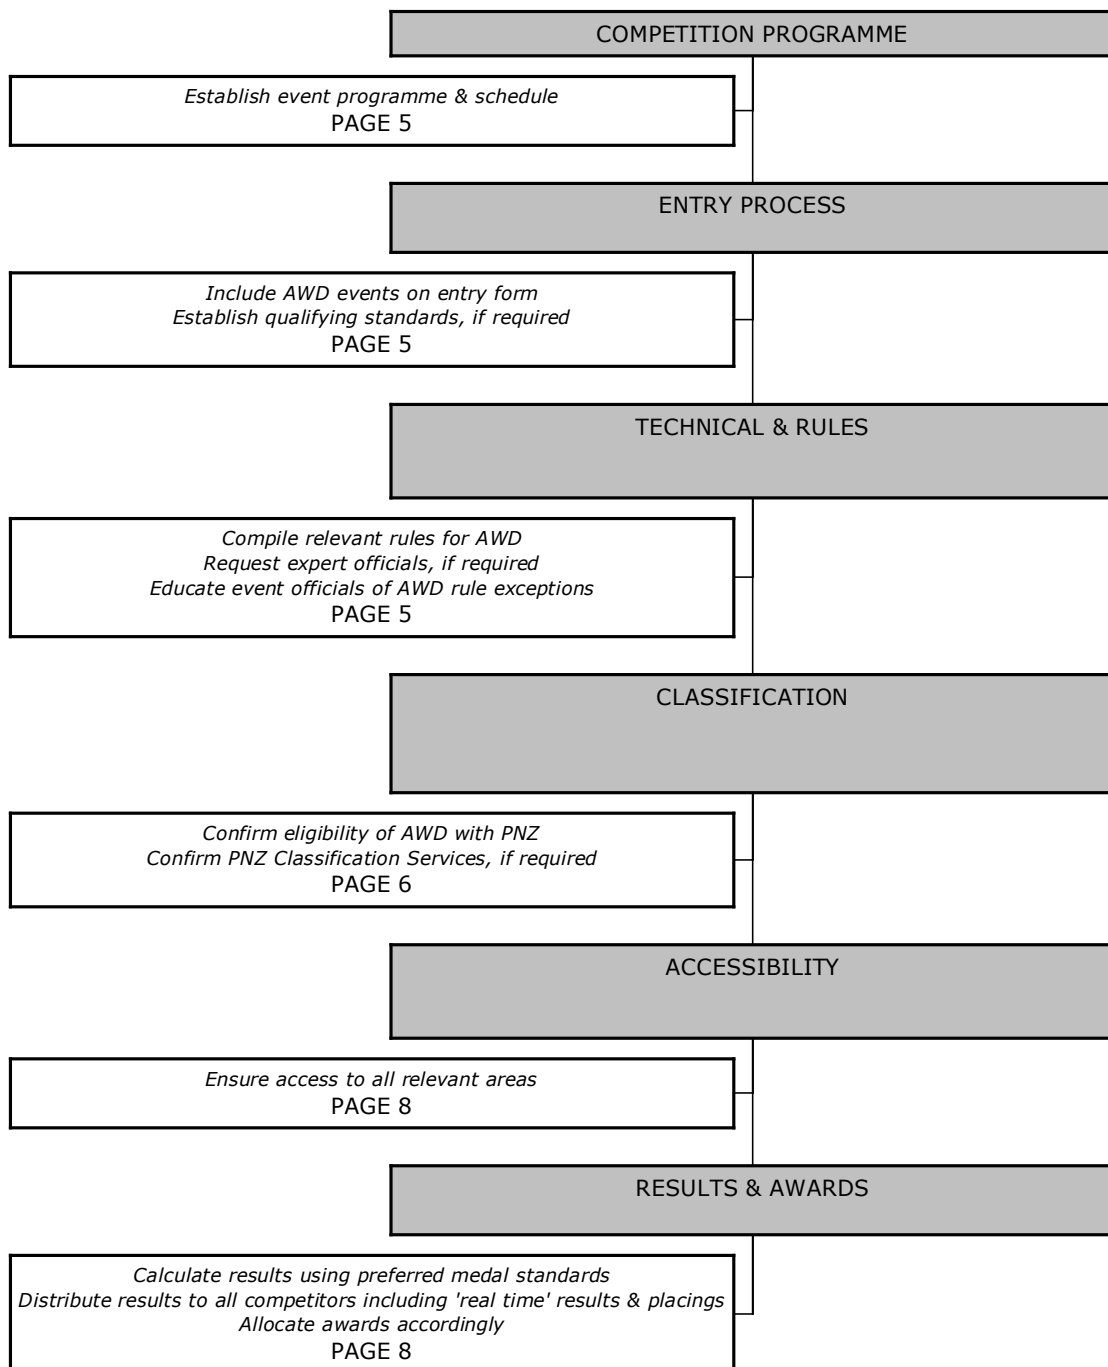 COMPETITION PROGRAMME
Establish event programme & schedule
PAGE 5
ENTRY PROCESS
Include AWD events on entry form
Establish qualifying standards, if required
PAGE 5
TECHNICAL & RULES
Compile relevant rules for AWD
Request expert officials, if required
Educate event officials of AWD rule exceptions
PAGE 5
CLASSIFICATION
Confirm eligibility of AWD with PNZ
Confirm PNZ Classification Services, if required
PAGE 6
ACCESSIBILITY
Ensure access to all relevant areas
PAGE 8
RESULTS & AWARDS
Calculate results using preferred medal standards
Distribute results to all competitors including 'real time' results & placings
Allocate awards accordingly
PAGE 8